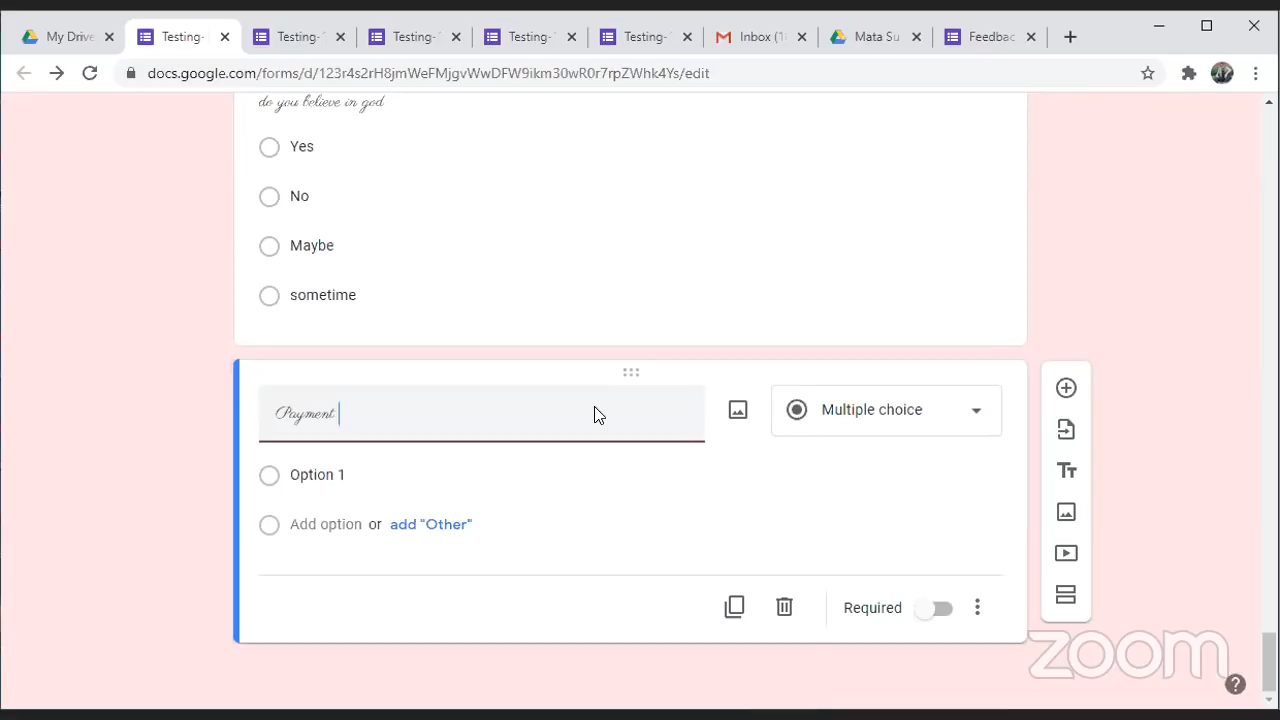 My Drive
Testing-
Testing-
Testing-
Testing-
Testing-
Inbox (1
Mata Su
Feedbac
docs.google.com/forms/d/123r4s2rH8jmWeFMJgvWwDFW9ikm30wR0r7rpZWhk4Ys/edit
do you believe in god
Yes
No
Maybe
sometime
Payment
Multiple choice
Option 1
Add option or add "Other"
Required
zoom